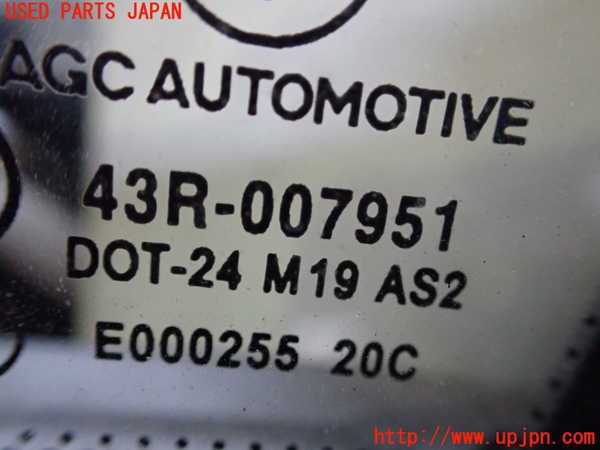 USED PARTS JAPAN
AGC AUTOMOTIVE
43R-007951
DOT-24 M19 AS2
E000255 20C
http://www.upjpn.com